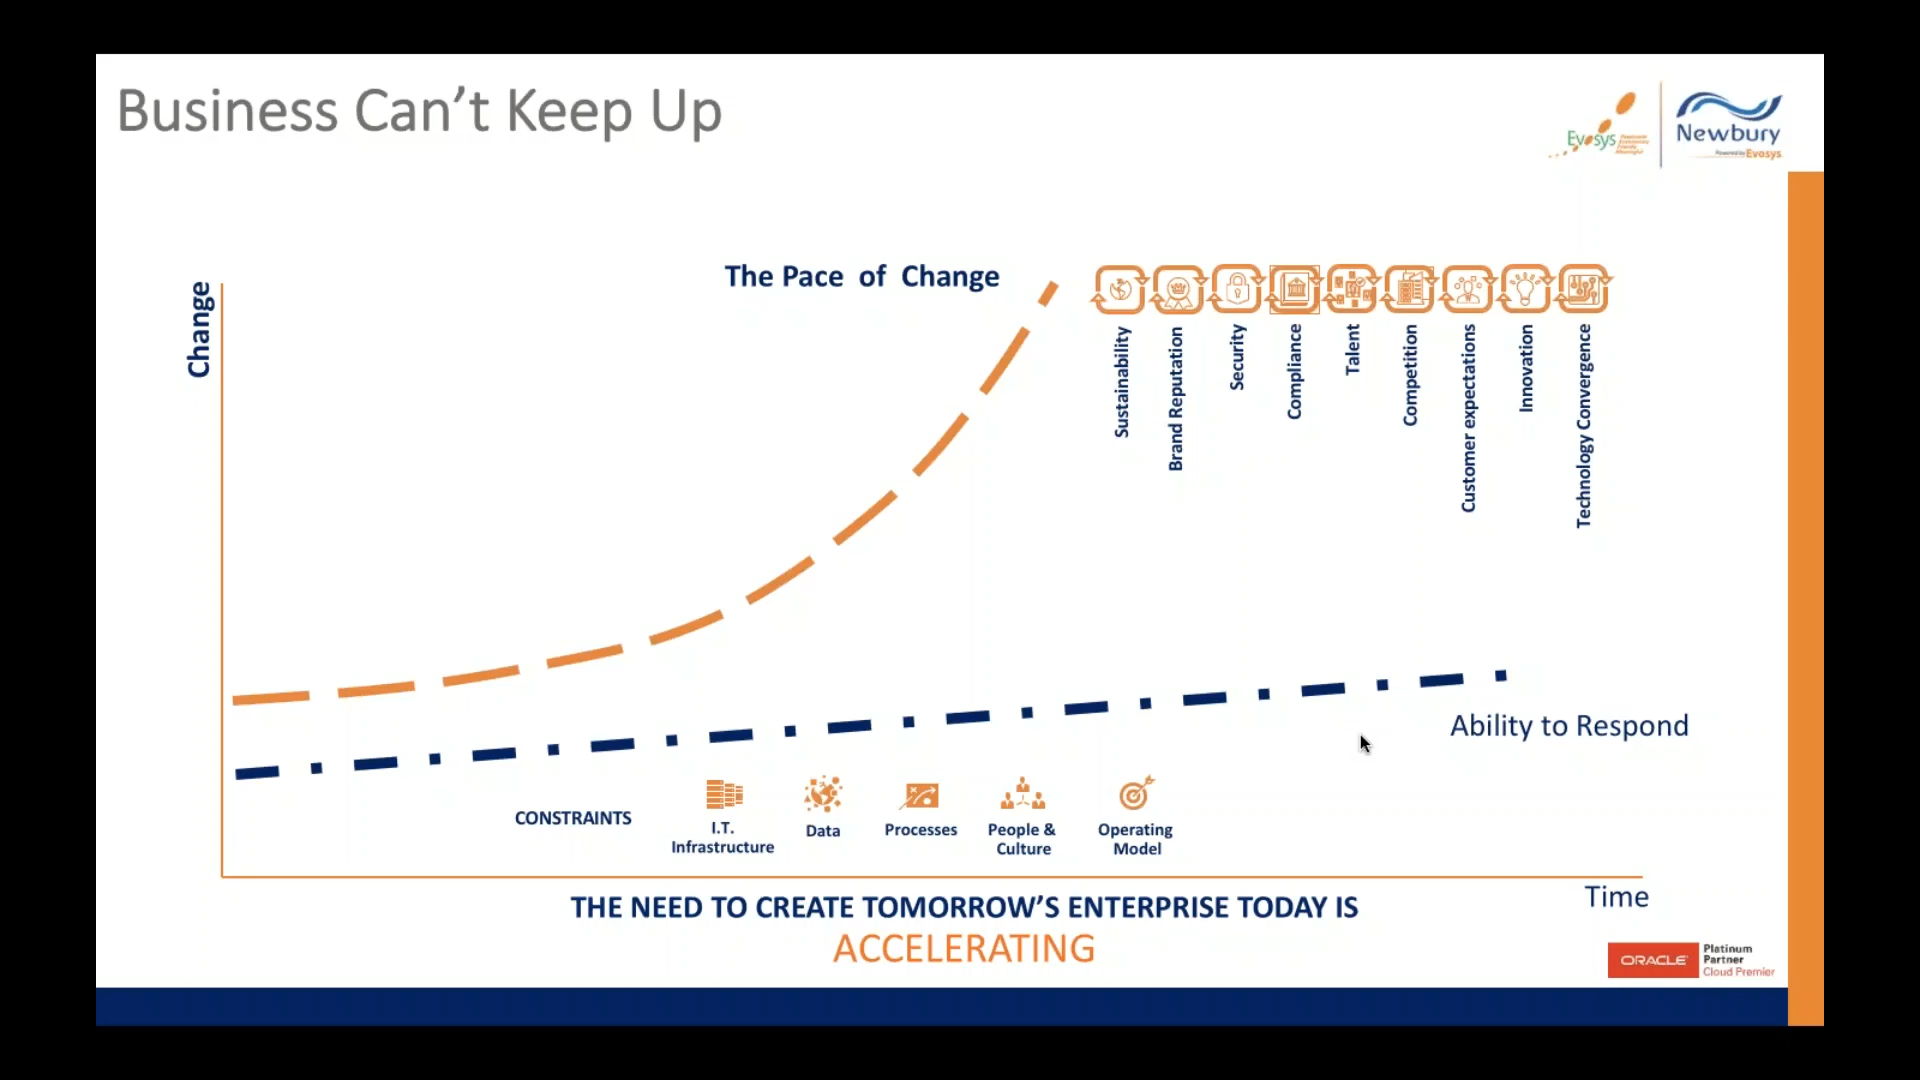 Business Can't Keep Up
Evosys
Newbury
Powered by Evosys
The Pace of Change
Change
Sustainability
Brand Reputation
Security
Compliance
Talent
Competition
Customer expectations
Innovation
Technology Convergence
Ability to Respond
CONSTRAINTS
I.T.
Infrastructure
Data
Processes
People &
Culture
Operating
Model
Time
THE NEED TO CREATE TOMORROW'S ENTERPRISE TODAY IS
ACCELERATING
ORACLE
Platinum
Partner
Cloud Premier